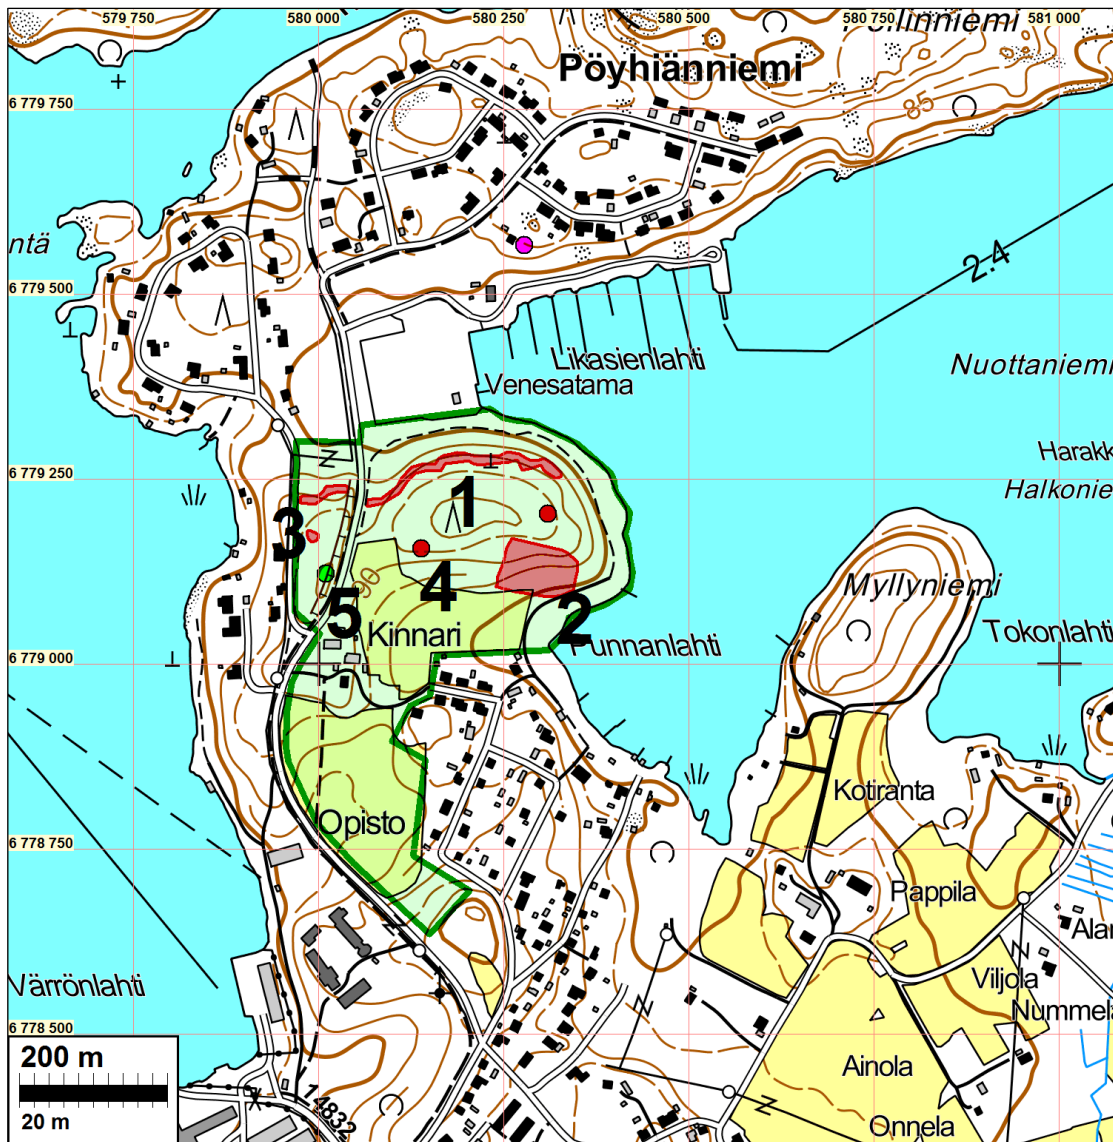 579 750
580 000
580 250
580 500
580 750
581 000
Pöyhiänniemi
6 779 750
85
ntä
2.4
6 779 500
Likasienlahti
Venesatama
Nuottaniemi
Harakk
6 779 250
Halkonie
1
3
90
4
5
2
Kinnari
Punnanlahti
Myllyniemi
Tokonlahti
6 779 000
Kotiranta
Opisto
6 778 750
Pappila
Alan
Värrönlahti
Viljola
Nummela
6 778 500
200 m
Ainola
20 m
14832
Onnela